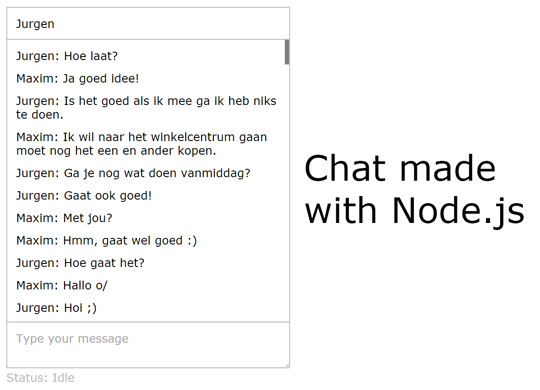 Jurgen
Jurgen: Hoe laat?
Maxim: Ja goed idee!
Jurgen: Is het goed als ik mee ga ik heb niks
te doen.
Maxim: Ik wil naar het winkelcentrum gaan
moet nog het een en ander kopen.
Jurgen: Ga je nog wat doen vanmiddag?
Jurgen: Gaat ook goed!
Maxim: Met jou?
Maxim: Hmm, gaat wel goed :)
Jurgen: Hoe gaat het?
Maxim: Hallo o/
Jurgen: Hoi ;)
Type your message
Status: Idle
Chat made
with Node.js